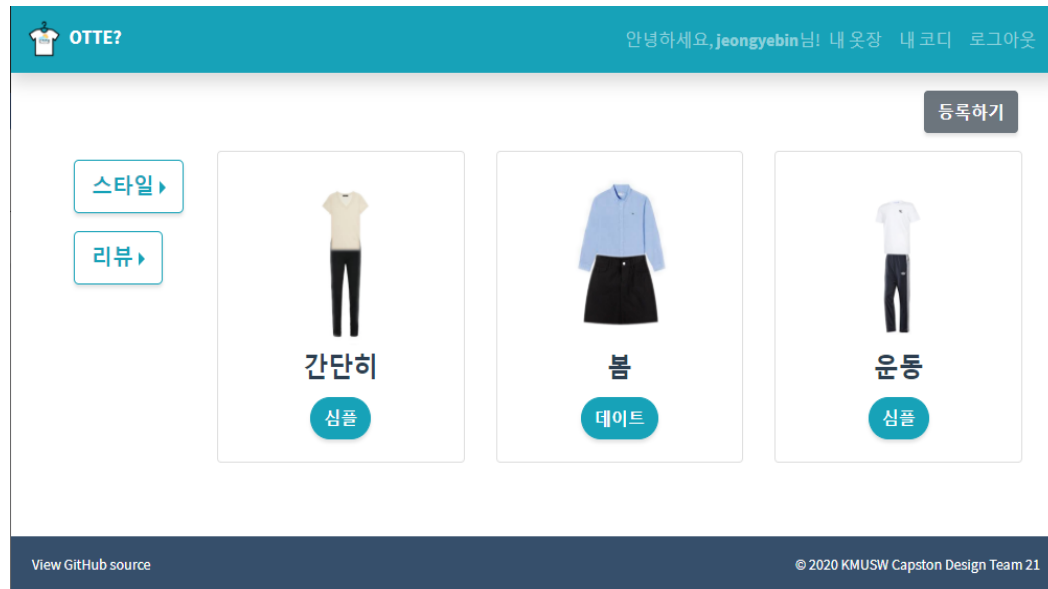 OTTE?
안녕하세요, jeongyebin님! 내 옷장 내 코디 로그아웃
등록하기
스타일
리뷰
간단히
봄
운동
심플
데이트
심플
View GitHub source
© 2020 KMUSW Capston Design Team 21